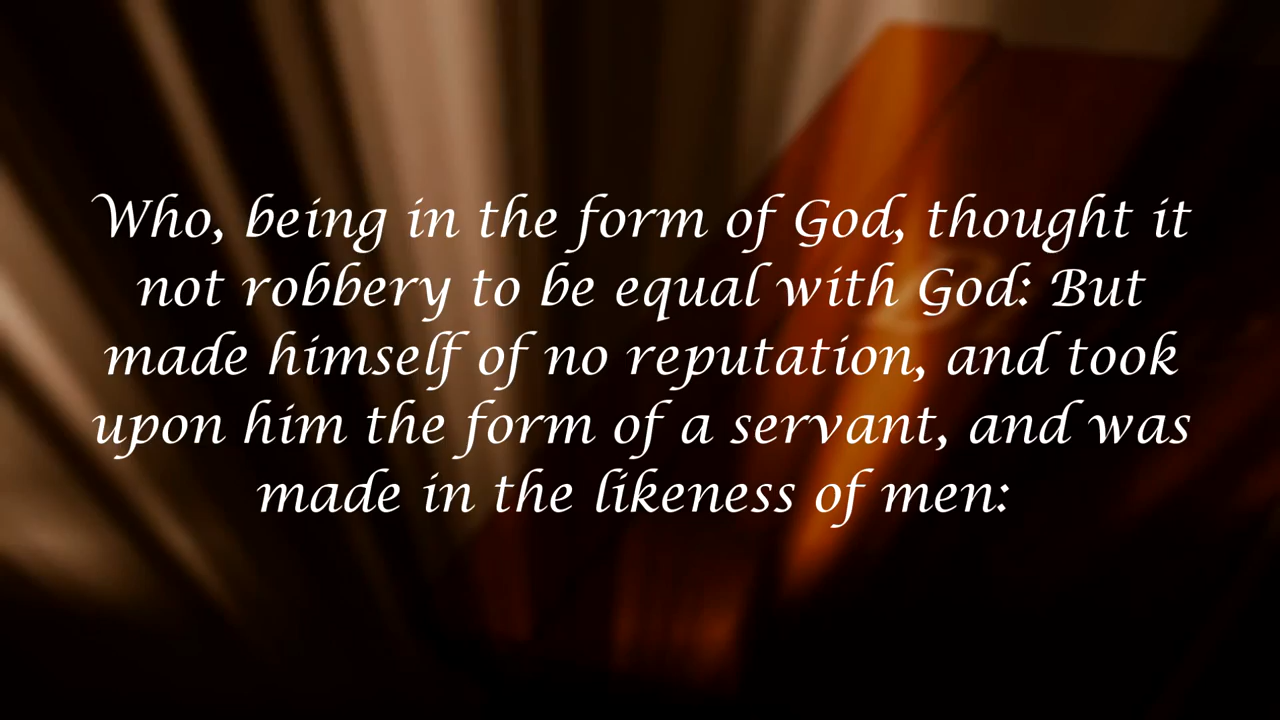 Who, being in the form of God, thought it
not robbery to be equal with God: But
made himself of no reputation, and took
upon him the form of a servant, and was
made in the likeness of men: